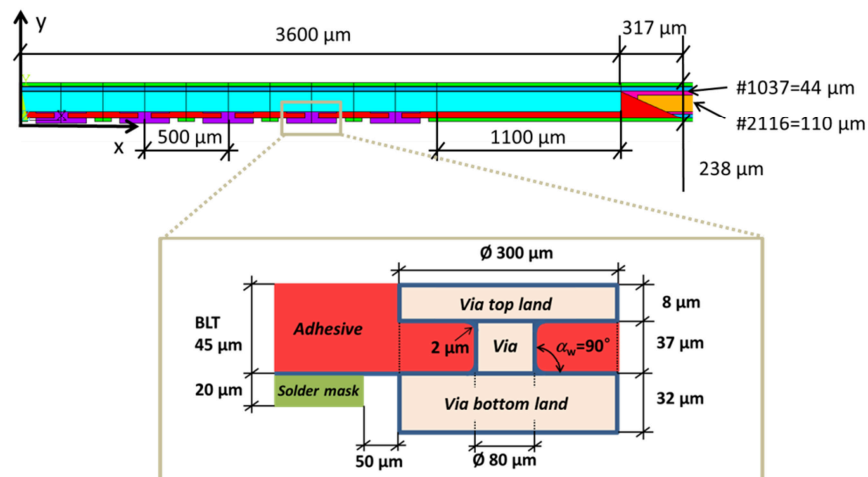 y
3600 µm
317 µm
#1037=44 µm
#2116=110 µm
x
500 µm
1100 µm
238 µm
Ø 300 µm
Via top land
8 µm
BLT
45 µm
Adhesive
2 µm
Via
αw=90°
37 µm
20 µm
Solder mask
Via bottom land
32 µm
50 µm
Ø 80 µm